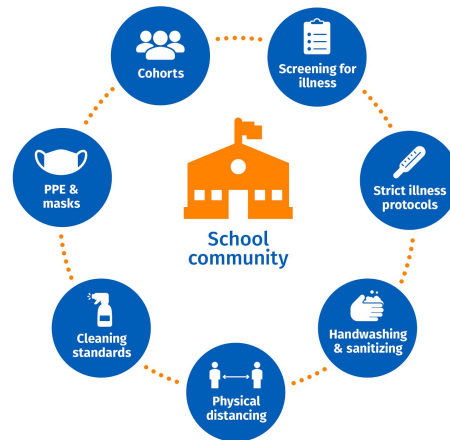 Cohorts
Screening for
illness
PPE &
masks
Strict illness
protocols
School
community
Cleaning
standards
Handwashing
& sanitizing
Physical
distancing